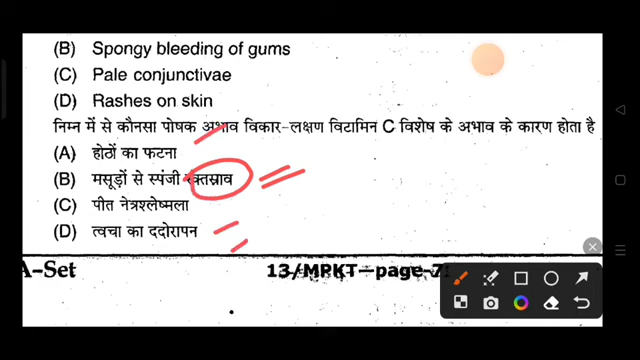 (B) Spongy bleeding of gums
(C) Pale conjunctivae
(D) Rashes on skin
निम्न में से कौनसा पोषक अभाव विकार-लक्षण विटामिन C विशेष के अभाव के कारण होता है
(A) होठों का फटना
(B) मसूड़ों से स्पंजी रक्तस्राव
(C) पीत नेत्रश्लेष्मला
(D) त्वचा का ददोरापन
A-Set 13/MPKT-page-7